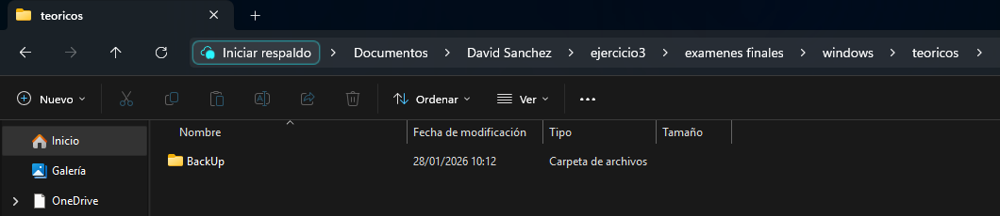 teoricos
Iniciar respaldo Documentos David Sanchez ejercicio3 examenes finales windows teoricos
Nuevo Ordenar Ver
Nombre Fecha de modificación Tipo Tamaño
Inicio
BackUp 28/01/2026 10:12 Carpeta de archivos
Galería
OneDrive